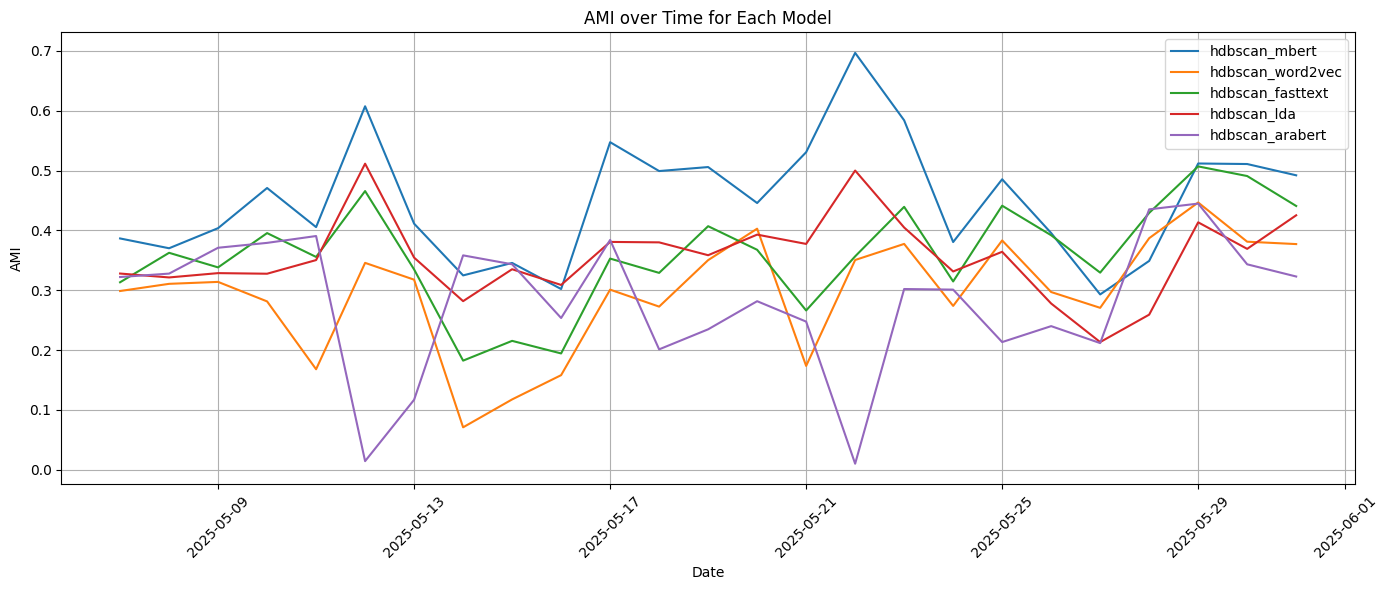 AMI over Time for Each Model
hdbscan_mbert
hdbscan_word2vec
hdbscan_fasttext
hdbscan_lda
hdbscan_arabert
AMI
0.7
0.6
0.5
0.4
0.3
0.2
0.1
0.0
2025-05-09
2025-05-13
2025-05-17
2025-05-21
2025-05-25
2025-05-29
2025-06-01
Date